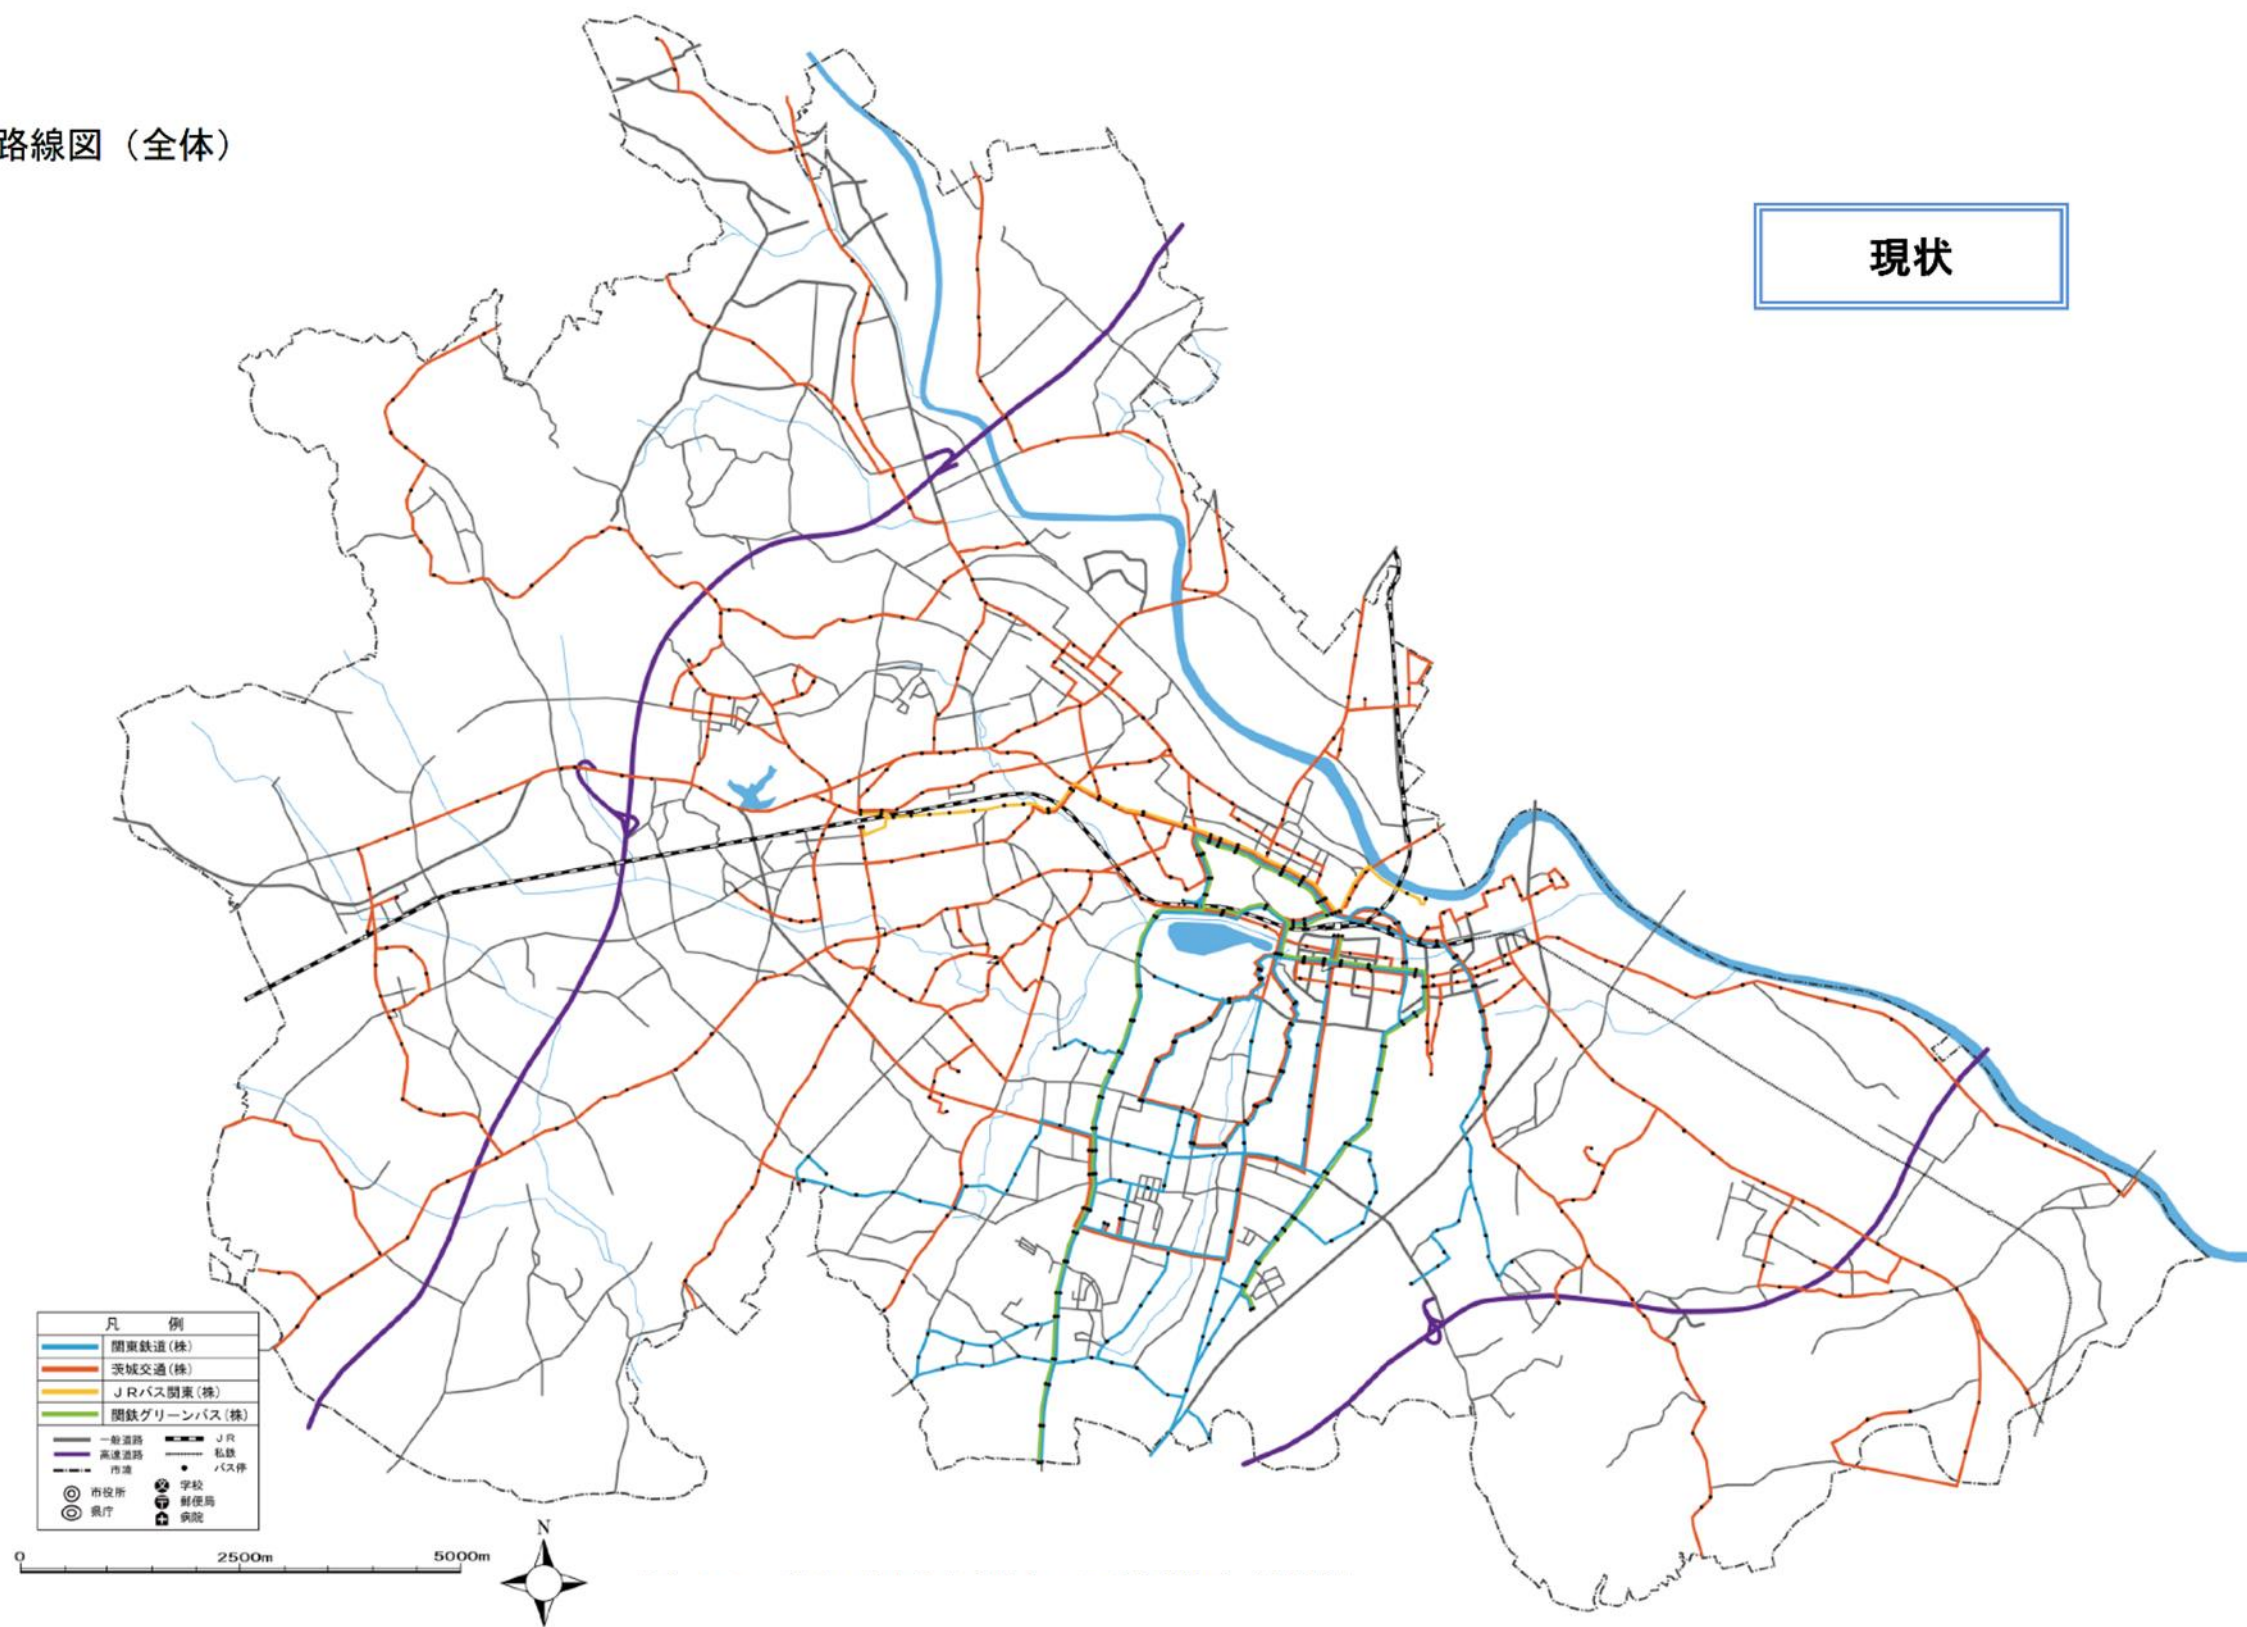 路線図（全体）
現状
凡 例
関東鉄道(株)
茨城交通(株)
ＪＲバス関東(株)
関鉄グリーンバス(株)
一般道路 ＪＲ
高速道路 私鉄
市境 バス停
市役所 学校
県庁 郵便局
病院
0 2500m 5000m
N